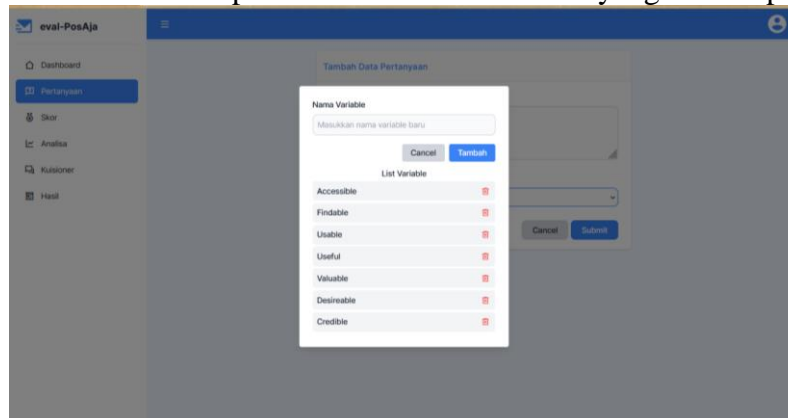 eval-PosAja
Dashboard
Pertanyaan
Skor
Analisa
Kuisioner
Hasil
Tambah Data Pertanyaan
Nama Variable
Masukkan nama variable baru
Cancel Tambah
List Variable
Accessible
Findable
Usable
Useful
Valuable
Desireable
Credible
Cancel Submit